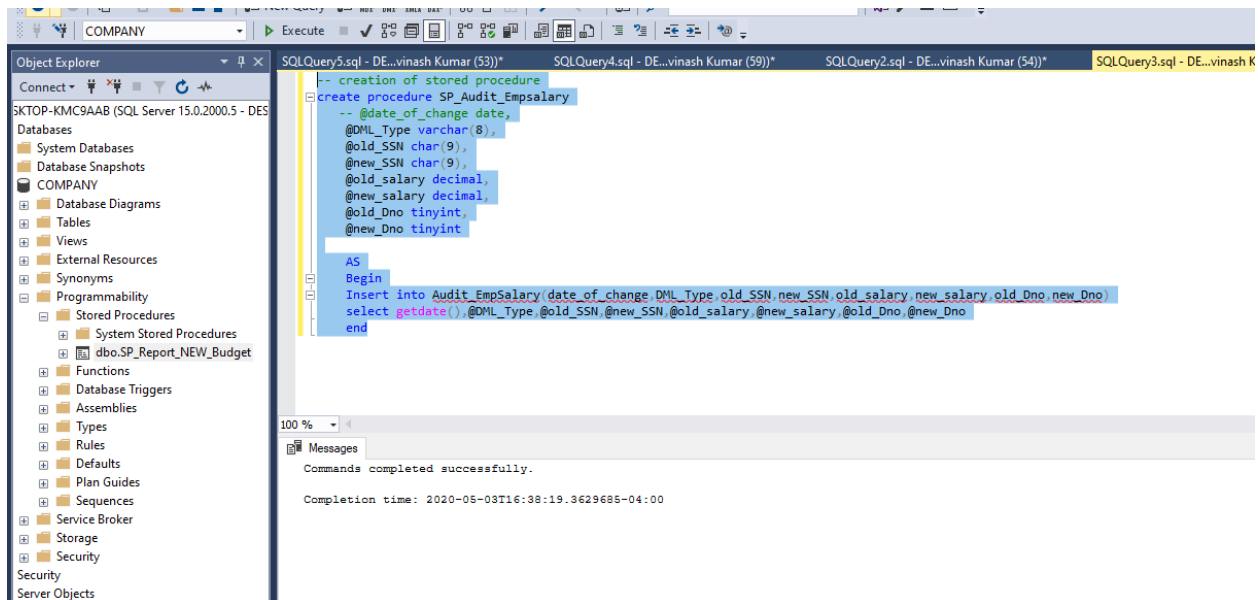 New Query
COMPANY
Execute
Object Explorer
SQLQuery5.sql - DE...vinash Kumar (53))*
SQLQuery4.sql - DE...vinash Kumar (59))*
SQLQuery2.sql - DE...vinash Kumar (54))*
SQLQuery3.sql - DE...vinash K
Connect
SKTOP-KMC9AAB (SQL Server 15.0.2000.5 - DES
Databases
System Databases
Database Snapshots
COMPANY
Database Diagrams
Tables
Views
External Resources
Synonyms
Programmability
Stored Procedures
System Stored Procedures
dbo.SP_Report_NEW_Budget
Functions
Database Triggers
Assemblies
Types
Rules
Defaults
Plan Guides
Sequences
Service Broker
Storage
Security
Security
Server Objects
-- creation of stored procedure
create procedure SP_Audit_Empsalary
-- @date_of_change date,
@DML_Type varchar(8),
@old_SSN char(9),
@new_SSN char(9),
@old_salary decimal,
@new_salary decimal,
@old_Dno tinyint,
@new_Dno tinyint
AS
Begin
Insert into Audit_EmpSalary(date_of_change,DML_Type,old_SSN,new_SSN,old_salary,new_salary,old_Dno,new_Dno)
select getdate(),@DML_Type,@old_SSN,@new_SSN,@old_salary,@new_salary,@old_Dno,@new_Dno
end
100 %
Messages
Commands completed successfully.
Completion time: 2020-05-03T16:38:19.3629685-04:00